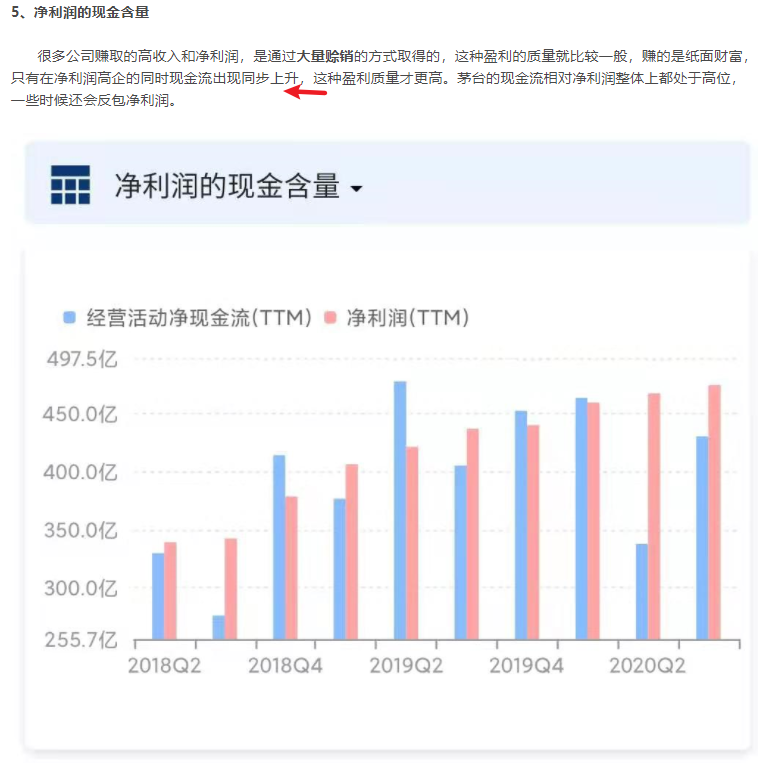 5、净利润的现金含量
很多公司赚取的高收入和净利润，是通过大量赊销的方式取得的，这种盈利的质量就比较一般，赚的是纸面财富，
只有在净利润高企的同时现金流出现同步上升，这种盈利质量才更高。茅台的现金流相对净利润整体上都处于高位，
一些时候还会反包净利润。
净利润的现金含量
经营活动净现金流(TTM) 净利润(TTM)
497.5亿
450.0亿
400.0亿
350.0亿
300.0亿
255.7亿
2018Q2 2018Q4 2019Q2 2019Q4 2020Q2